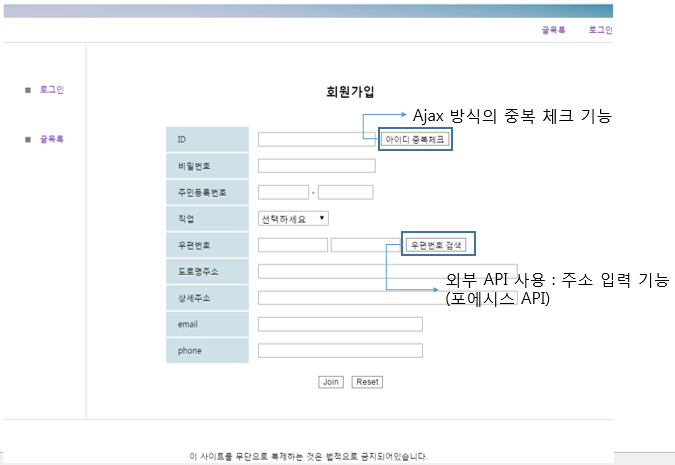 글목록 로그인
로그인
회원가입
Ajax 방식의 중복 체크 기능
ID 아이디 중복체크
글목록
비밀번호
주민등록번호 -
직업 선택하세요
우편번호 우편번호 검색
도로명주소
외부 API 사용 : 주소 입력 기능
(포에시스 API)
상세주소
email
phone
Join Reset
이 사이트를 무단으로 복제하는 것은 법적으로 금지되어있습니다.